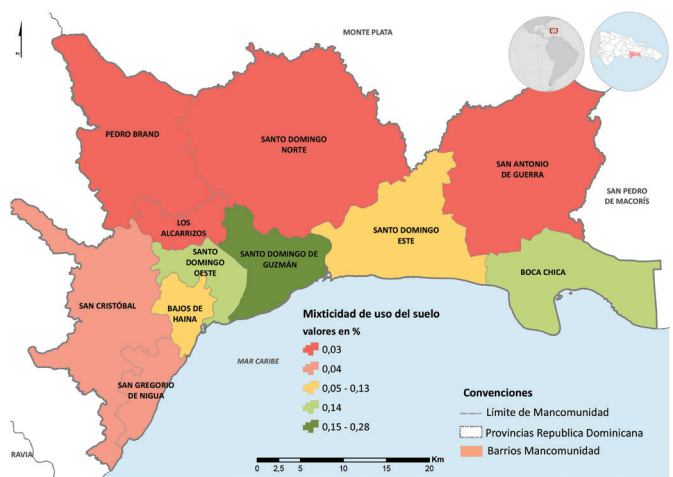 MONTE PLATA
PEDRO BRAND
SANTO DOMINGO
NORTE
SAN ANTONIO
DE GUERRA
SAN PEDRO
DE MACORÍS
LOS
ALCARRIZOS
SANTO
DOMINGO
OESTE
SANTO DOMINGO DE
GUZMÁN
SANTO DOMINGO
ESTE
BOCA CHICA
SAN CRISTÓBAL
BAJOS DE
HAINA
SAN GREGORIO
DE NIGUA
MAR CARIBE
RAVIA
Mixticidad de uso del suelo
valores en %
0,03
0,04
0,05 - 0,13
0,14
0,15 - 0,28
Convenciones
Límite de Mancomunidad
Provincias Republica Dominicana
Barrios Mancomunidad
Km
0 2,5 5 10 15 20